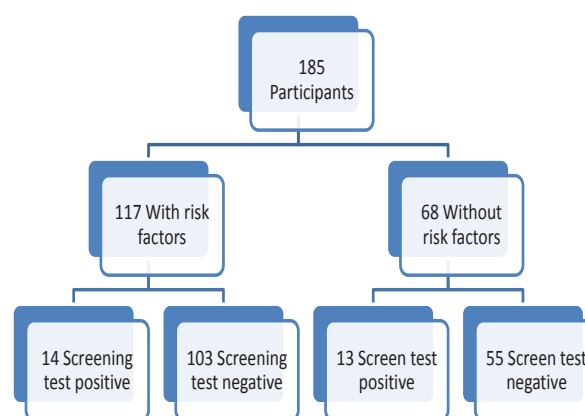 185
Participants
117 With risk
factors
68 Without
risk factors
14 Screening
test positive
103 Screening
test negative
13 Screen test
positive
55 Screen test
negative